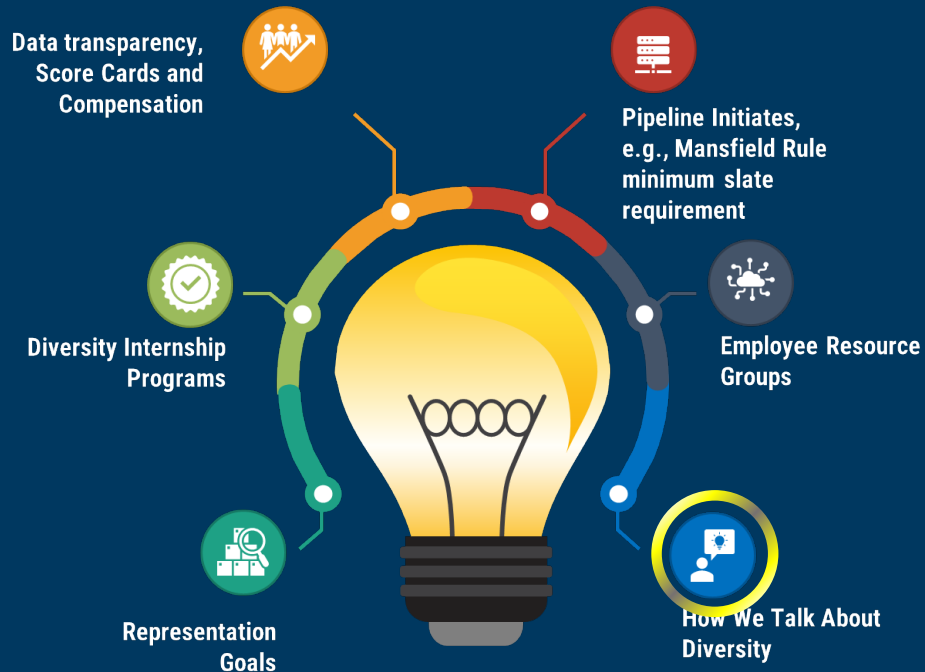 Data transparency,
Score Cards and
Compensation
Pipeline Initiates,
e.g., Mansfield Rule
minimum slate
requirement
Diversity Internship
Programs
Employee Resource
Groups
Representation
Goals
How We Talk About
Diversity